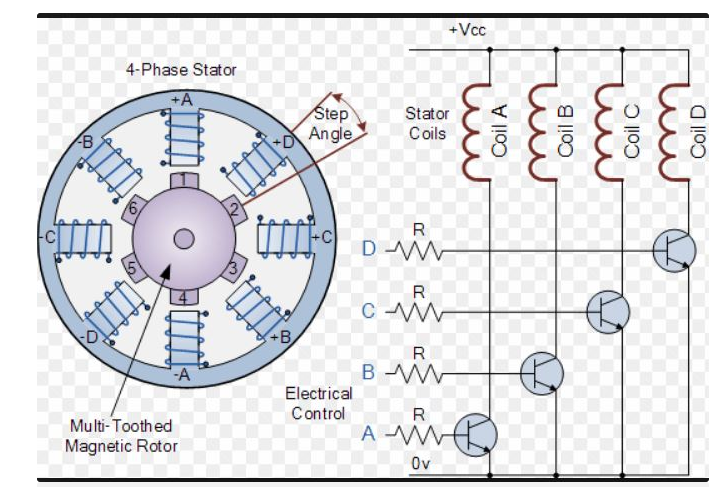 +Vcc
4-Phase Stator
+A
-B
+D
Step
Angle
Stator
Coils
Coil A
Coil B
Coil C
Coil D
1
6
2
-C
+C
5
3
4
-D
+B
-A
D
R
C
R
B
R
A
R
Electrical
Control
Multi-Toothed
Magnetic Rotor
0v